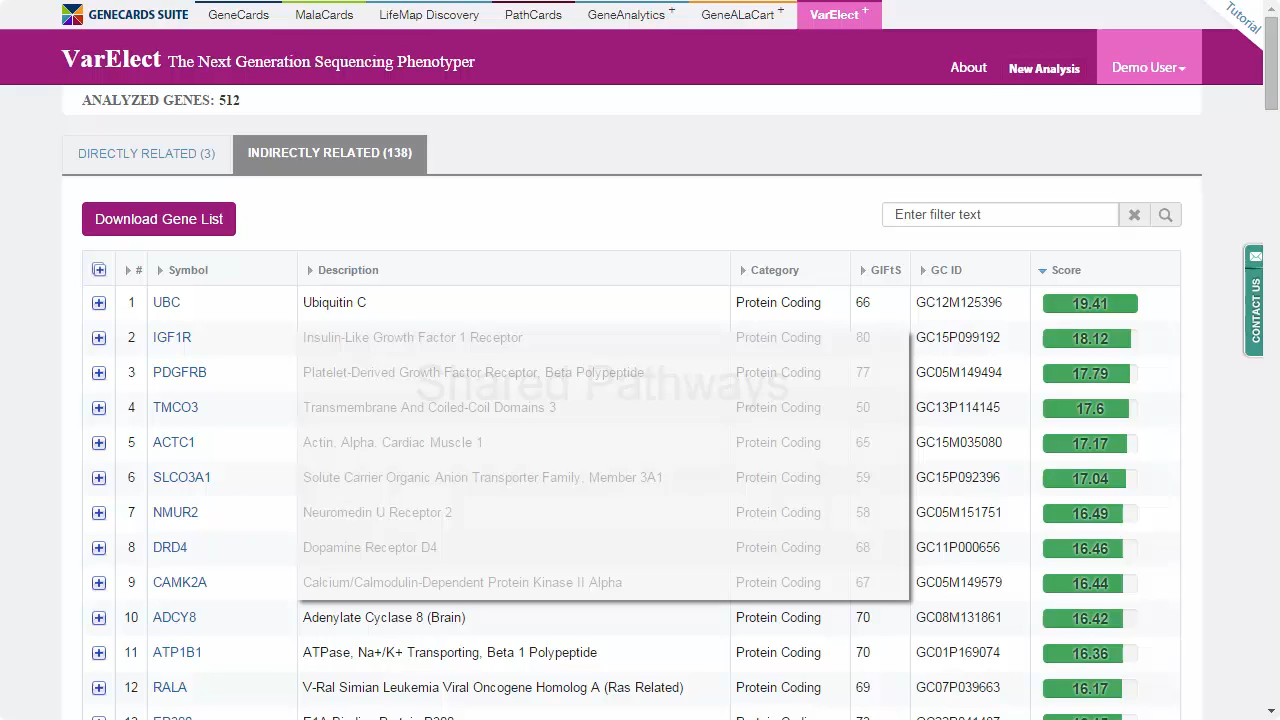 GENECARDS SUITE GeneCards MalaCards LifeMap Discovery PathCards GeneAnalytics + GeneALaCart + VarElect +
Tutorial
VarElect The Next Generation Sequencing Phenotyper
About New Analysis Demo User
ANALYZED GENES: 512
DIRECTLY RELATED (3) INDIRECTLY RELATED (138)
Download Gene List Enter filter text
# Symbol Description Category GIFtS GC ID Score
1 UBC Ubiquitin C Protein Coding 66 GC12M125396 19.41
2 IGF1R Insulin-Like Growth Factor 1 Receptor Protein Coding 80 GC15P099192 18.12
3 PDGFRB Platelet-Derived Growth Factor Receptor, Beta Polypeptide Protein Coding 77 GC05M149494 17.79
Shared Pathways
4 TMCO3 Transmembrane And Coiled-Coil Domains 3 Protein Coding 50 GC13P114145 17.6
5 ACTC1 Actin, Alpha, Cardiac Muscle 1 Protein Coding 65 GC15M035080 17.17
6 SLCO3A1 Solute Carrier Organic Anion Transporter Family, Member 3A1 Protein Coding 59 GC15P092396 17.04
7 NMUR2 Neuromedin U Receptor 2 Protein Coding 58 GC05M151751 16.49
8 DRD4 Dopamine Receptor D4 Protein Coding 68 GC11P000656 16.46
9 CAMK2A Calcium/Calmodulin-Dependent Protein Kinase II Alpha Protein Coding 67 GC05M149579 16.44
10 ADCY8 Adenylate Cyclase 8 (Brain) Protein Coding 70 GC08M131861 16.42
11 ATP1B1 ATPase, Na+/K+ Transporting, Beta 1 Polypeptide Protein Coding 70 GC01P169074 16.36
12 RALA V-Ral Simian Leukemia Viral Oncogene Homolog A (Ras Related) Protein Coding 69 GC07P039663 16.17
CONTACT US